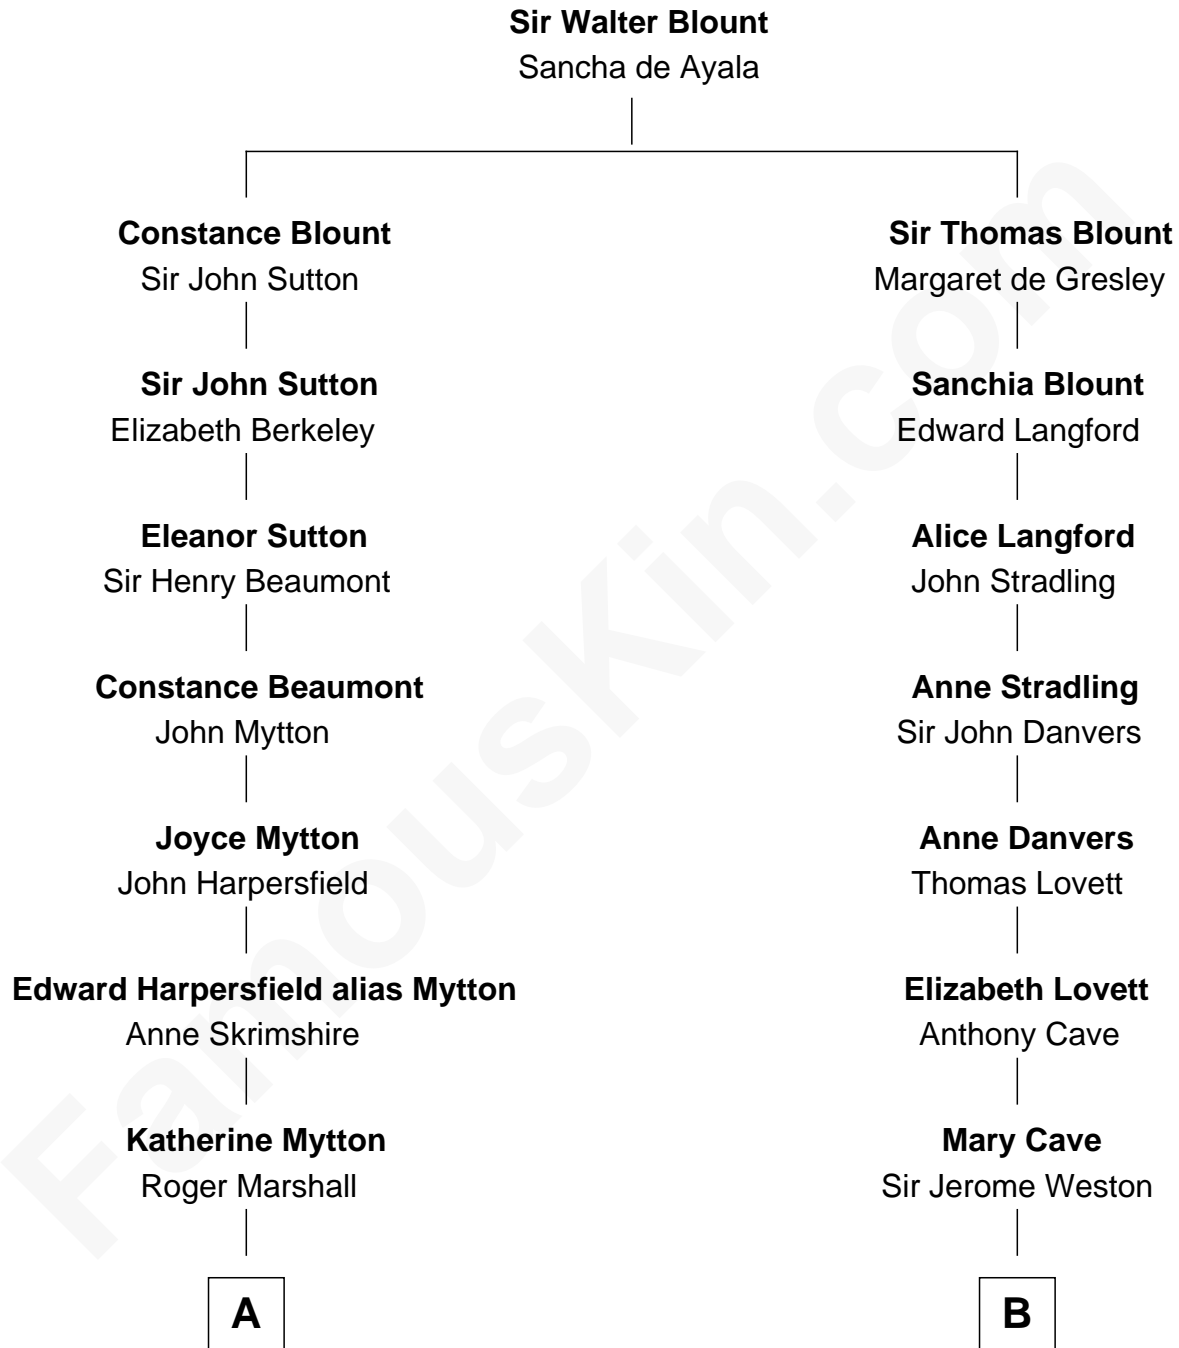 Sir Walter Blount
Sancha de Ayala
Constance Blount
Sir John Sutton
Sir John Sutton
Elizabeth Berkeley
Eleanor Sutton
Sir Henry Beaumont
Constance Beaumont
John Mytton
Joyce Mytton
John Harpersfield
Edward Harpersfield alias Mytton
Anne Skrimshire
Katherine Mytton
Roger Marshall
A
Sir Thomas Blount
Margaret de Gresley
Sanchia Blount
Edward Langford
Alice Langford
John Stradling
Anne Stradling
Sir John Danvers
Anne Danvers
Thomas Lovett
Elizabeth Lovett
Anthony Cave
Mary Cave
Sir Jerome Weston
B
FamousKin.com